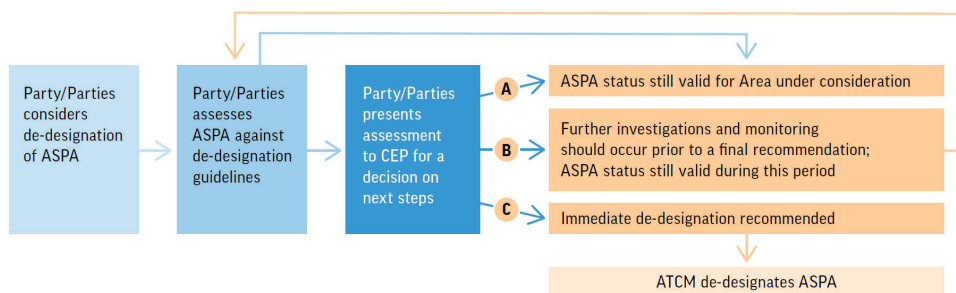 Party/Parties
considers
de-designation
of ASPA
Party/Parties
assesses
ASPA against
de-designation
guidelines
Party/Parties
presents
assessment
to CEP for a
decision on
next steps
A
ASPA status still valid for Area under consideration
B
Further investigations and monitoring
should occur prior to a final recommendation;
ASPA status still valid during this period
C
Immediate de-designation recommended
ATCM de-designates ASPA